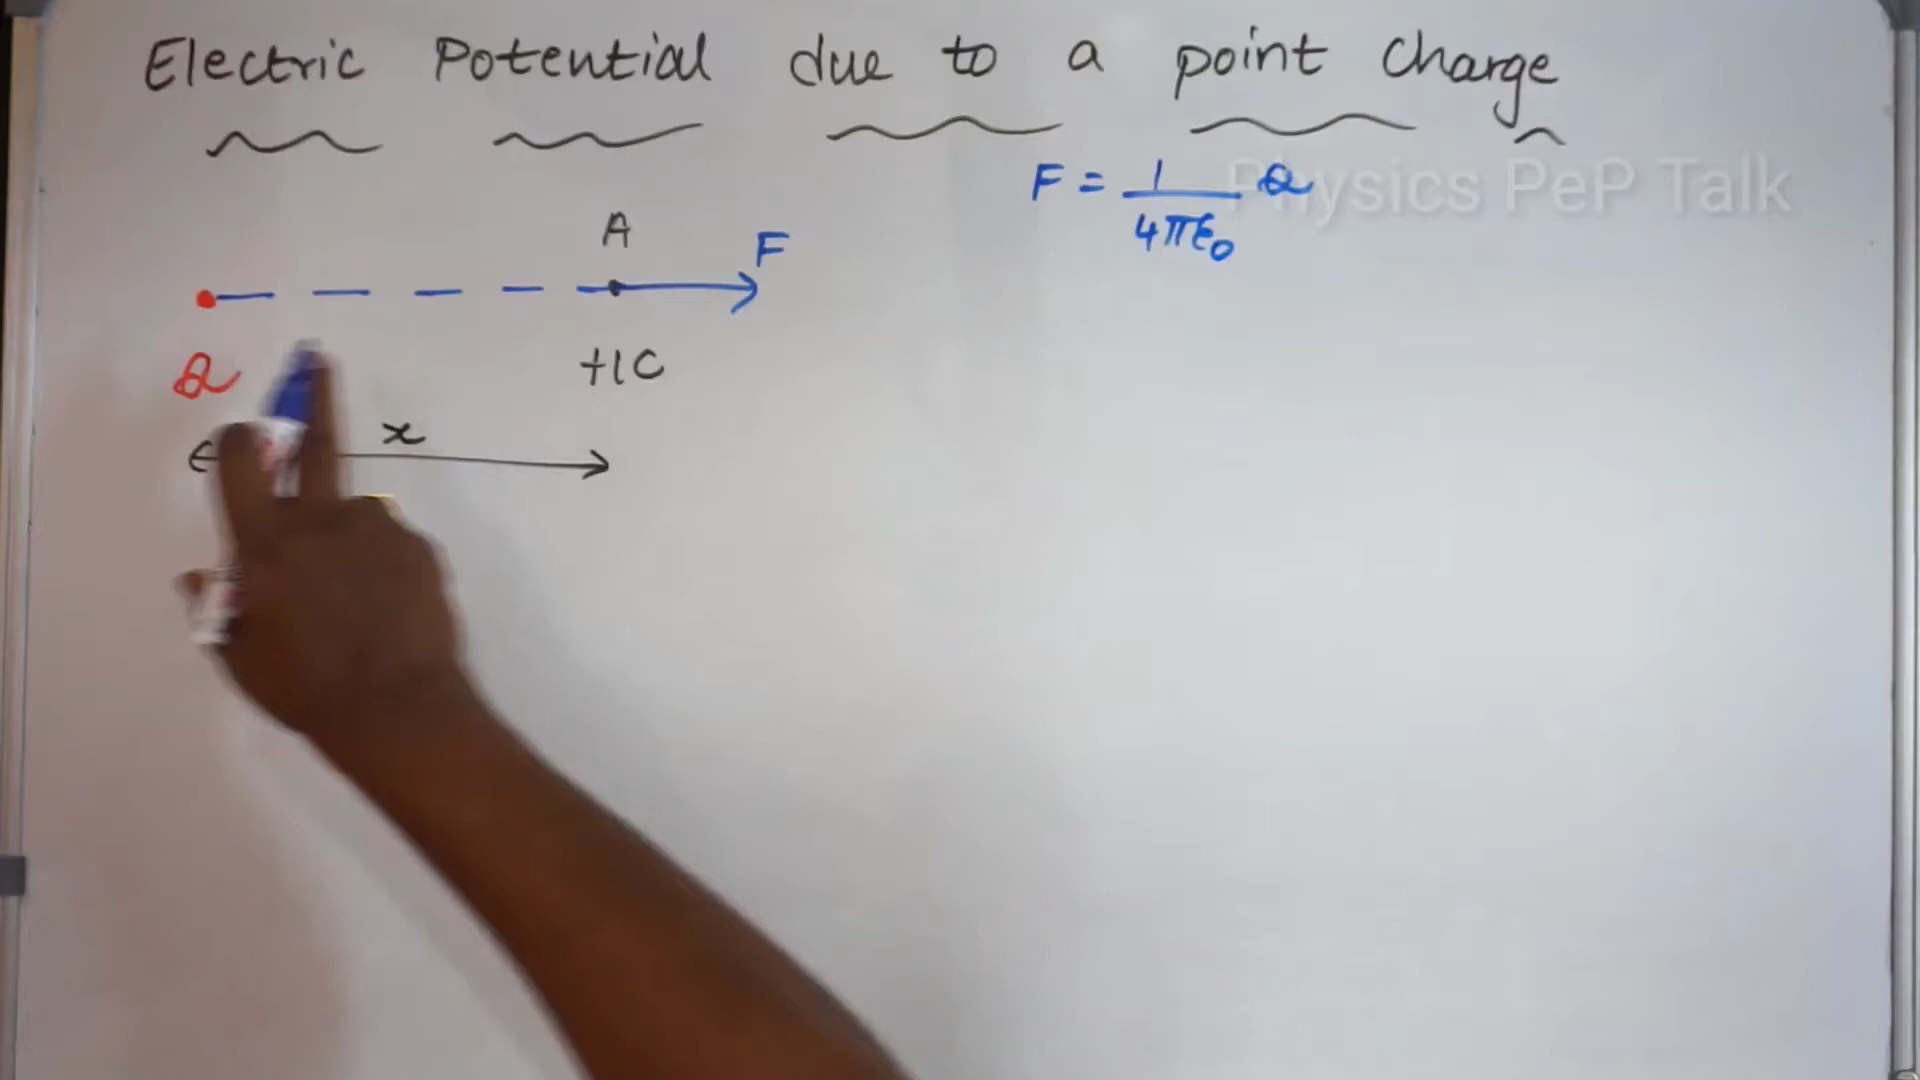 Electric Potential due to a point charge
Physics PeP Talk
F = 1/4πε₀ Q
A
F
Q
+1C
x